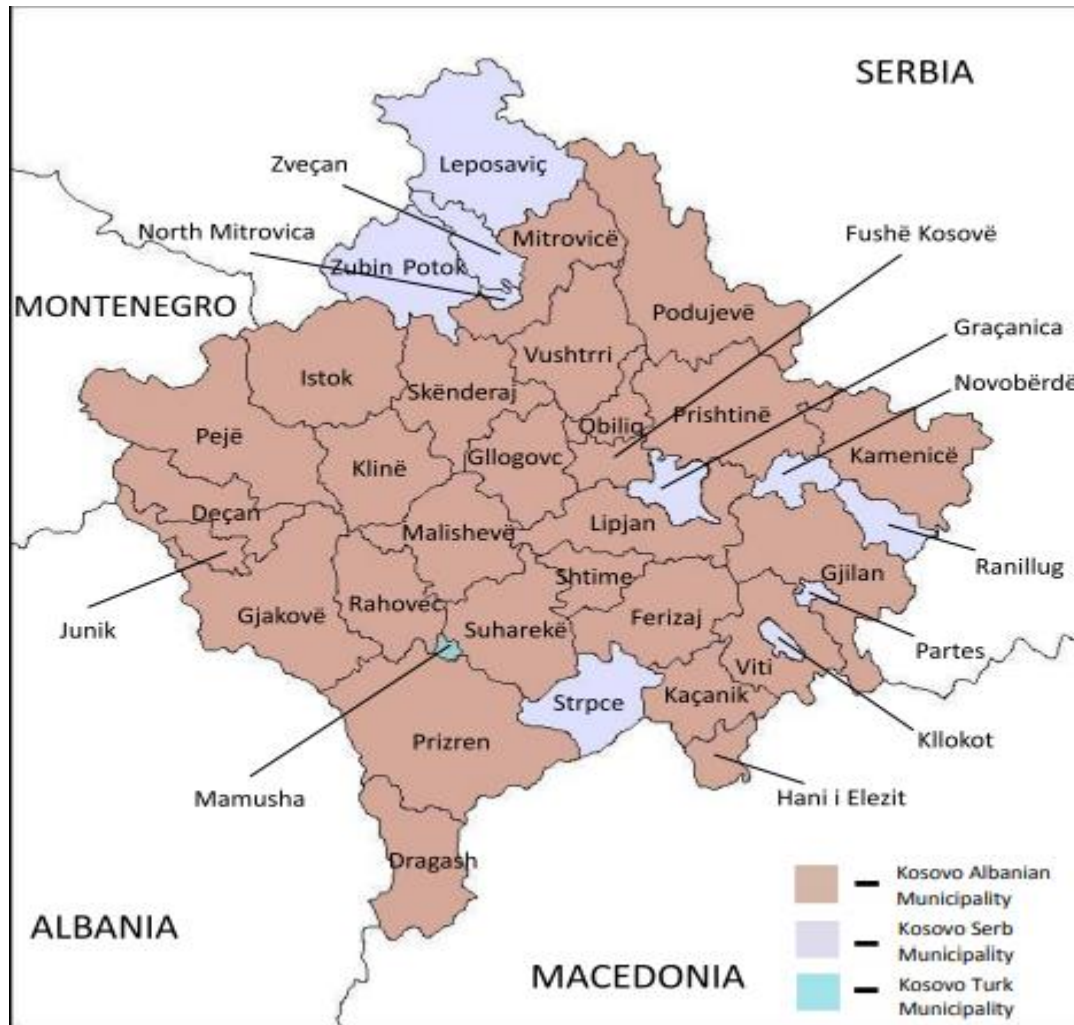 SERBIA
Leposaviç
Zveçan
North Mitrovica
Mitrovicë
Fushë Kosovë
Zubin Potok
MONTENEGRO
Podujevë
Graçanica
Vushtrri
Istok
Skënderaj
Novobërdë
Obiliq
Prishtinë
Pejë
Klinë
Gllogovc
Kamenicë
Deçan
Malishevë
Lipjan
Ranillug
Shtime
Gjilan
Junik
Gjakovë
Rahovec
Suharekë
Ferizaj
Partes
Viti
Strpce
Kaçanik
Prizren
Kllokot
Mamusha
Hani i Elezit
Dragash
ALBANIA
MACEDONIA
Kosovo Albanian
Municipality
Kosovo Serb
Municipality
Kosovo Turk
Municipality